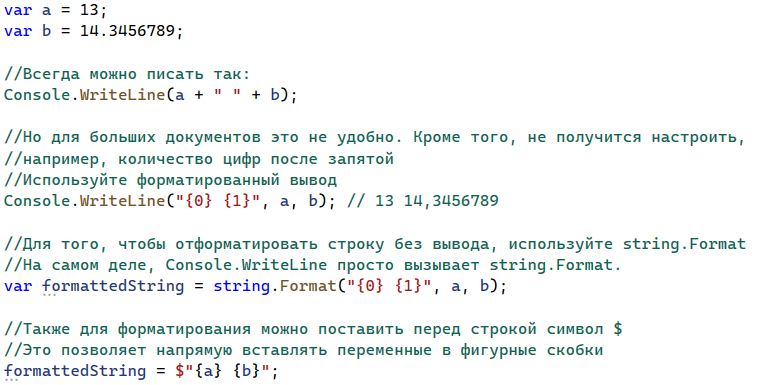 var a = 13;
var b = 14.3456789;
//Всегда можно писать так:
Console.WriteLine(a + " " + b);
//Но для больших документов это не удобно. Кроме того, не получится настроить,
//например, количество цифр после запятой
//Используйте форматированный вывод
Console.WriteLine("{0} {1}", a, b); // 13 14,3456789
//Для того, чтобы отформатировать строку без вывода, используйте string.Format
//На самом деле, Console.WriteLine просто вызывает string.Format.
var formattedString = string.Format("{0} {1}", a, b);
//Также для форматирования можно поставить перед строкой символ $
//Это позволяет напрямую вставлять переменные в фигурные скобки
formattedString = $"{a} {b}";